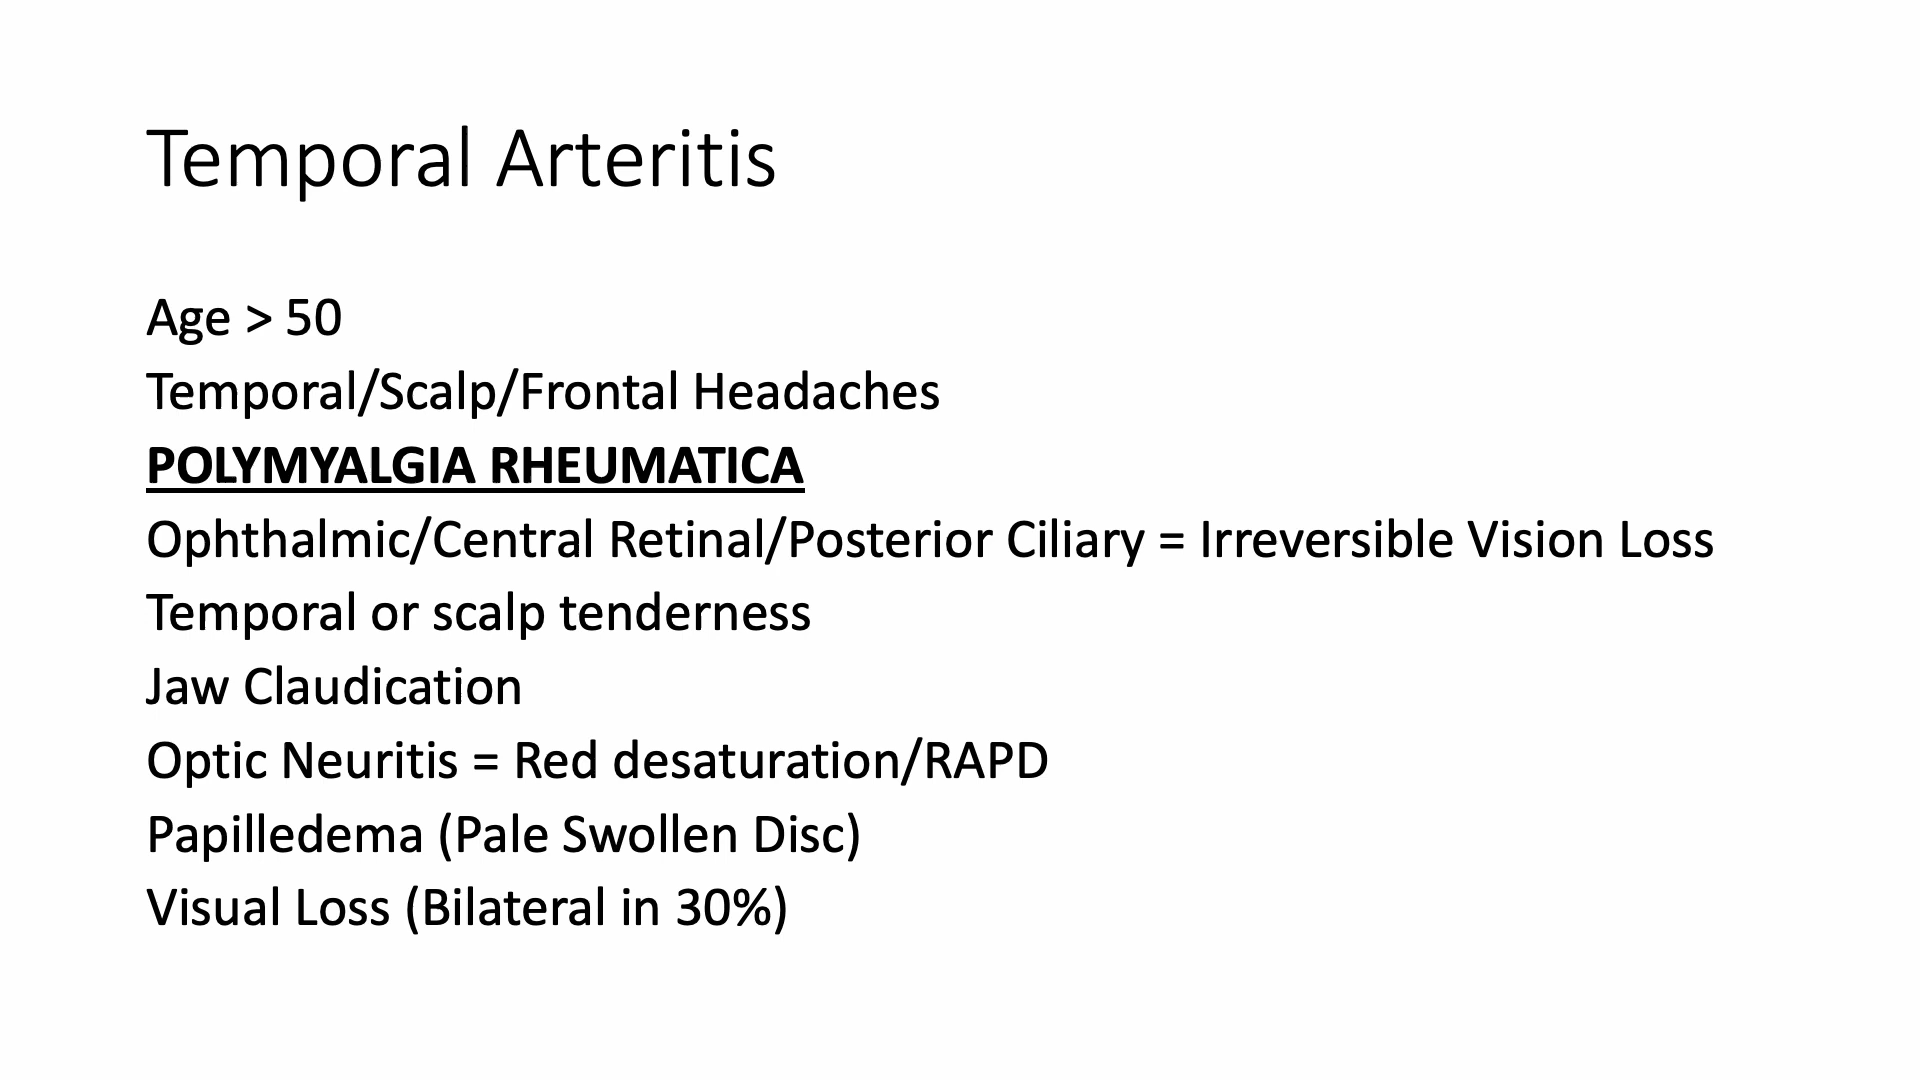 Temporal Arteritis
Age > 50
Temporal/Scalp/Frontal Headaches
POLYMYALGIA RHEUMATICA
Ophthalmic/Central Retinal/Posterior Ciliary = Irreversible Vision Loss
Temporal or scalp tenderness
Jaw Claudication
Optic Neuritis = Red desaturation/RAPD
Papilledema (Pale Swollen Disc)
Visual Loss (Bilateral in 30%)